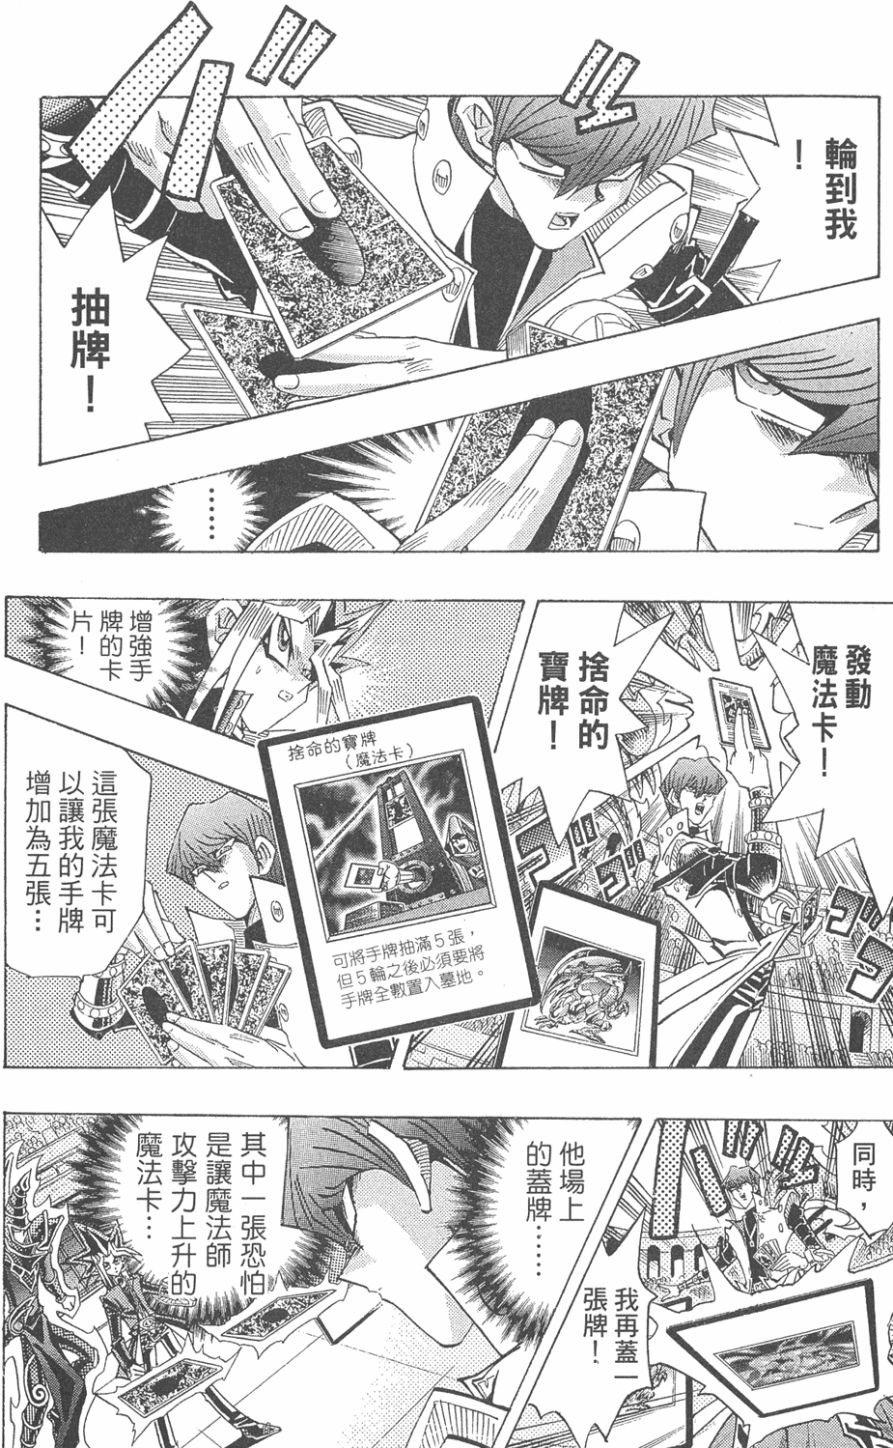 輪到我
！
抽牌！
……
發動
魔法卡！
捨命的
寶牌！
增強手
牌的卡
片！
捨命的寶牌
（魔法卡）
可將手牌抽滿５張，
但５輪之後必須要將
手牌全數置入墓地。
這張魔法卡可
以讓我的手牌
增加為五張…
同時，
我再蓋一
張牌！
他場上
的蓋牌……
其中一張恐怕
是讓魔法師
攻擊力上升的
魔法卡…